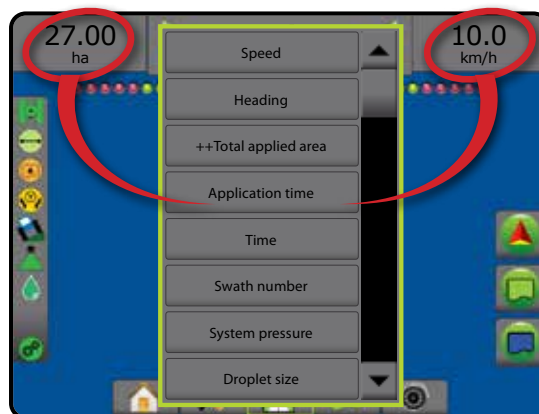 27.00
ha
10.0
km/h
Speed
Heading
++Total applied area
Application time
Time
Swath number
System pressure
Droplet size